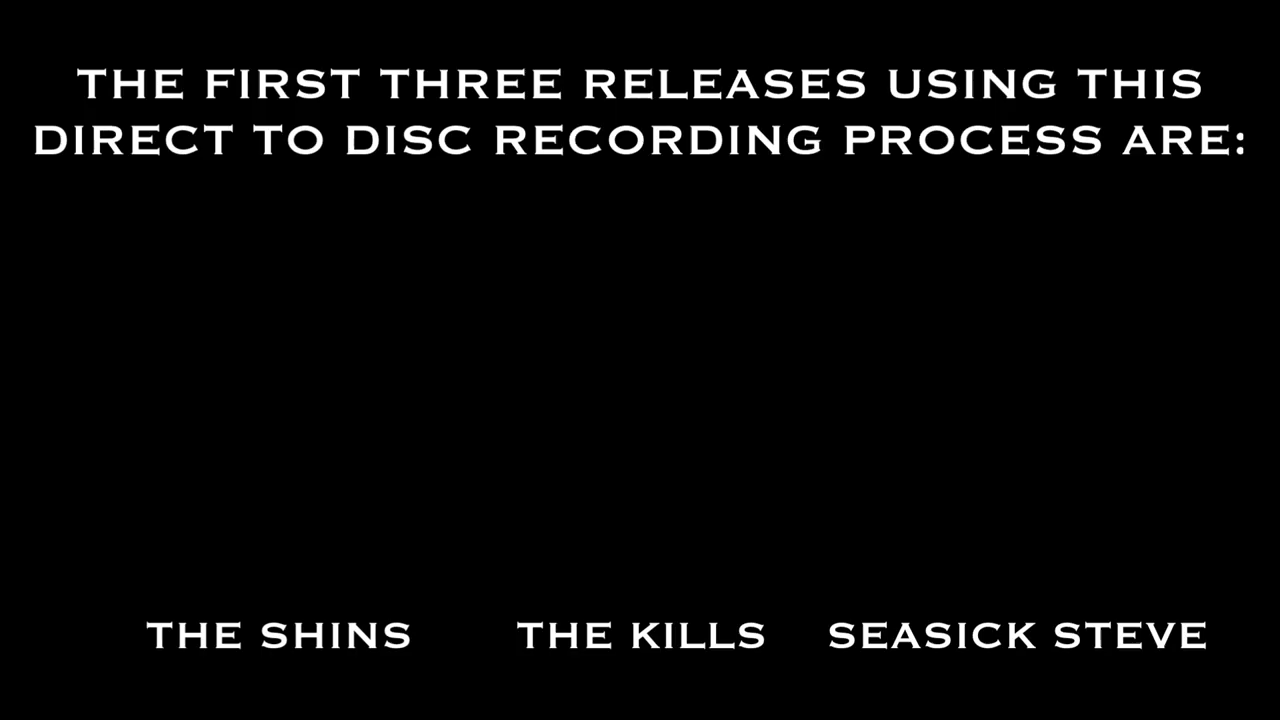 THE FIRST THREE RELEASES USING THIS
DIRECT TO DISC RECORDING PROCESS ARE:
THE SHINS THE KILLS SEASICK STEVE